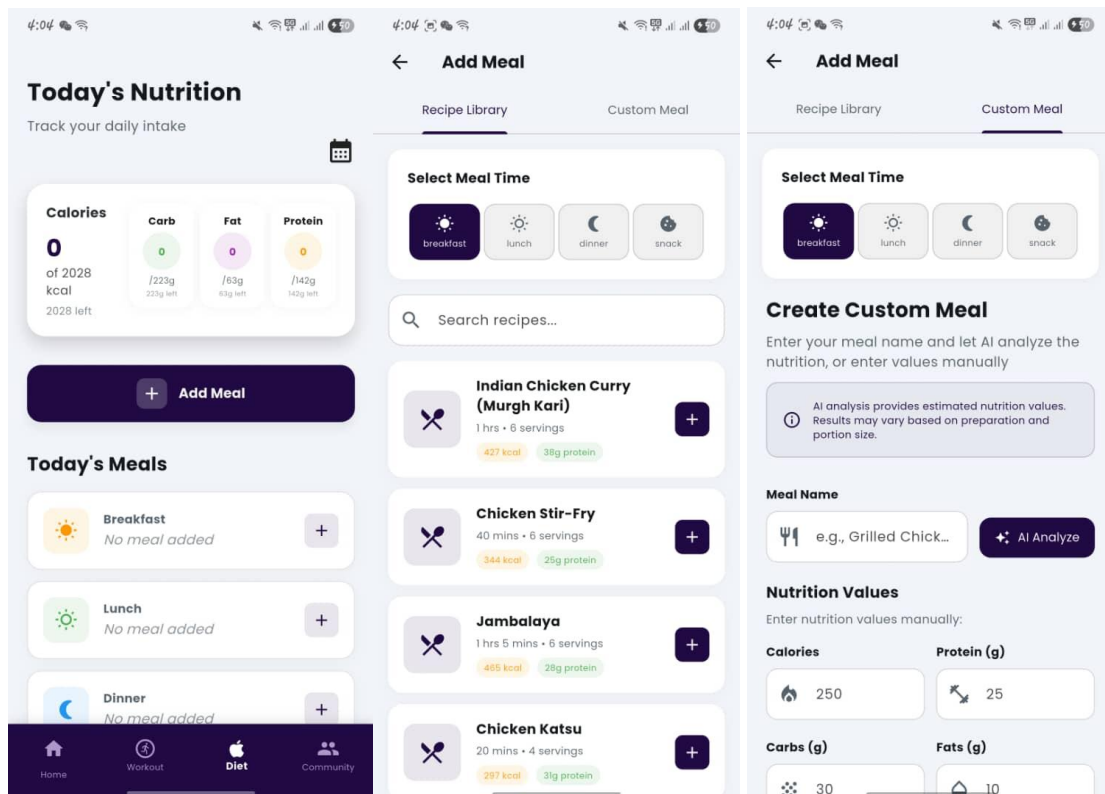 4:04
50
Today's Nutrition
Track your daily intake
Calories
0
of 2028
kcal
2028 left
Carb
0
/223g
223g left
Fat
0
/63g
63g left
Protein
0
/142g
142g left
+ Add Meal
Today's Meals
Breakfast
No meal added
+
Lunch
No meal added
+
Dinner
No meal added
+
Home
Workout
Diet
Community
4:04
50
Add Meal
Recipe Library
Custom Meal
Select Meal Time
breakfast
lunch
dinner
snack
Search recipes...
Indian Chicken Curry
(Murgh Kari)
1 hrs • 6 servings
427 kcal
38g protein
+
Chicken Stir-Fry
40 mins • 6 servings
344 kcal
25g protein
+
Jambalaya
1 hrs 5 mins • 6 servings
465 kcal
28g protein
+
Chicken Katsu
20 mins • 4 servings
297 kcal
31g protein
+
4:04
50
Add Meal
Recipe Library
Custom Meal
Select Meal Time
breakfast
lunch
dinner
snack
Create Custom Meal
Enter your meal name and let AI analyze the
nutrition, or enter values manually
AI analysis provides estimated nutrition values.
Results may vary based on preparation and
portion size.
Meal Name
e.g., Grilled Chick...
AI Analyze
Nutrition Values
Enter nutrition values manually:
Calories
Protein (g)
250
25
Carbs (g)
Fats (g)
30
10